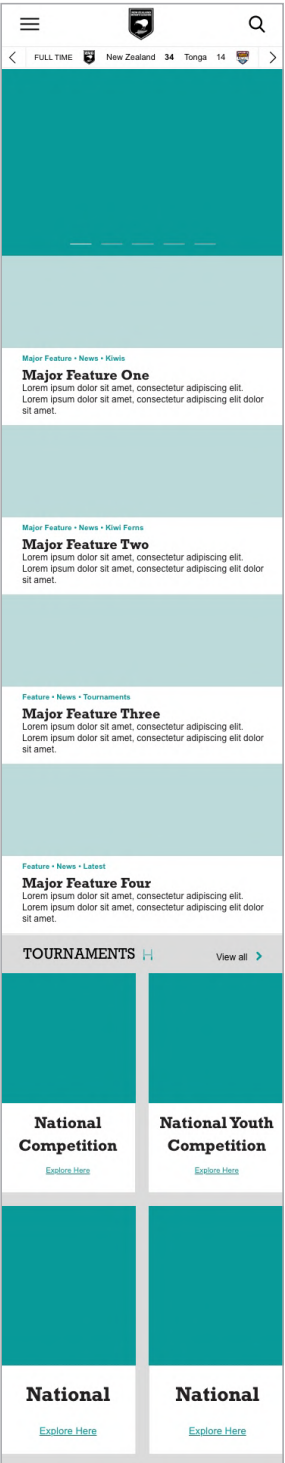 FULL TIME New Zealand 34 Tonga 14
Major Feature • News • Kiwis
Major Feature One
Lorem ipsum dolor sit amet, consectetur adipiscing elit.
Lorem ipsum dolor sit amet, consectetur adipiscing elit dolor
sit amet.
Major Feature • News • Kiwi Ferns
Major Feature Two
Lorem ipsum dolor sit amet, consectetur adipiscing elit.
Lorem ipsum dolor sit amet, consectetur adipiscing elit dolor
sit amet.
Feature • News • Tournaments
Major Feature Three
Lorem ipsum dolor sit amet, consectetur adipiscing elit.
Lorem ipsum dolor sit amet, consectetur adipiscing elit dolor
sit amet.
Feature • News • Latest
Major Feature Four
Lorem ipsum dolor sit amet, consectetur adipiscing elit.
Lorem ipsum dolor sit amet, consectetur adipiscing elit dolor
sit amet.
TOURNAMENTS View all
National
Competition
Explore Here
National Youth
Competition
Explore Here
National
Explore Here
National
Explore Here